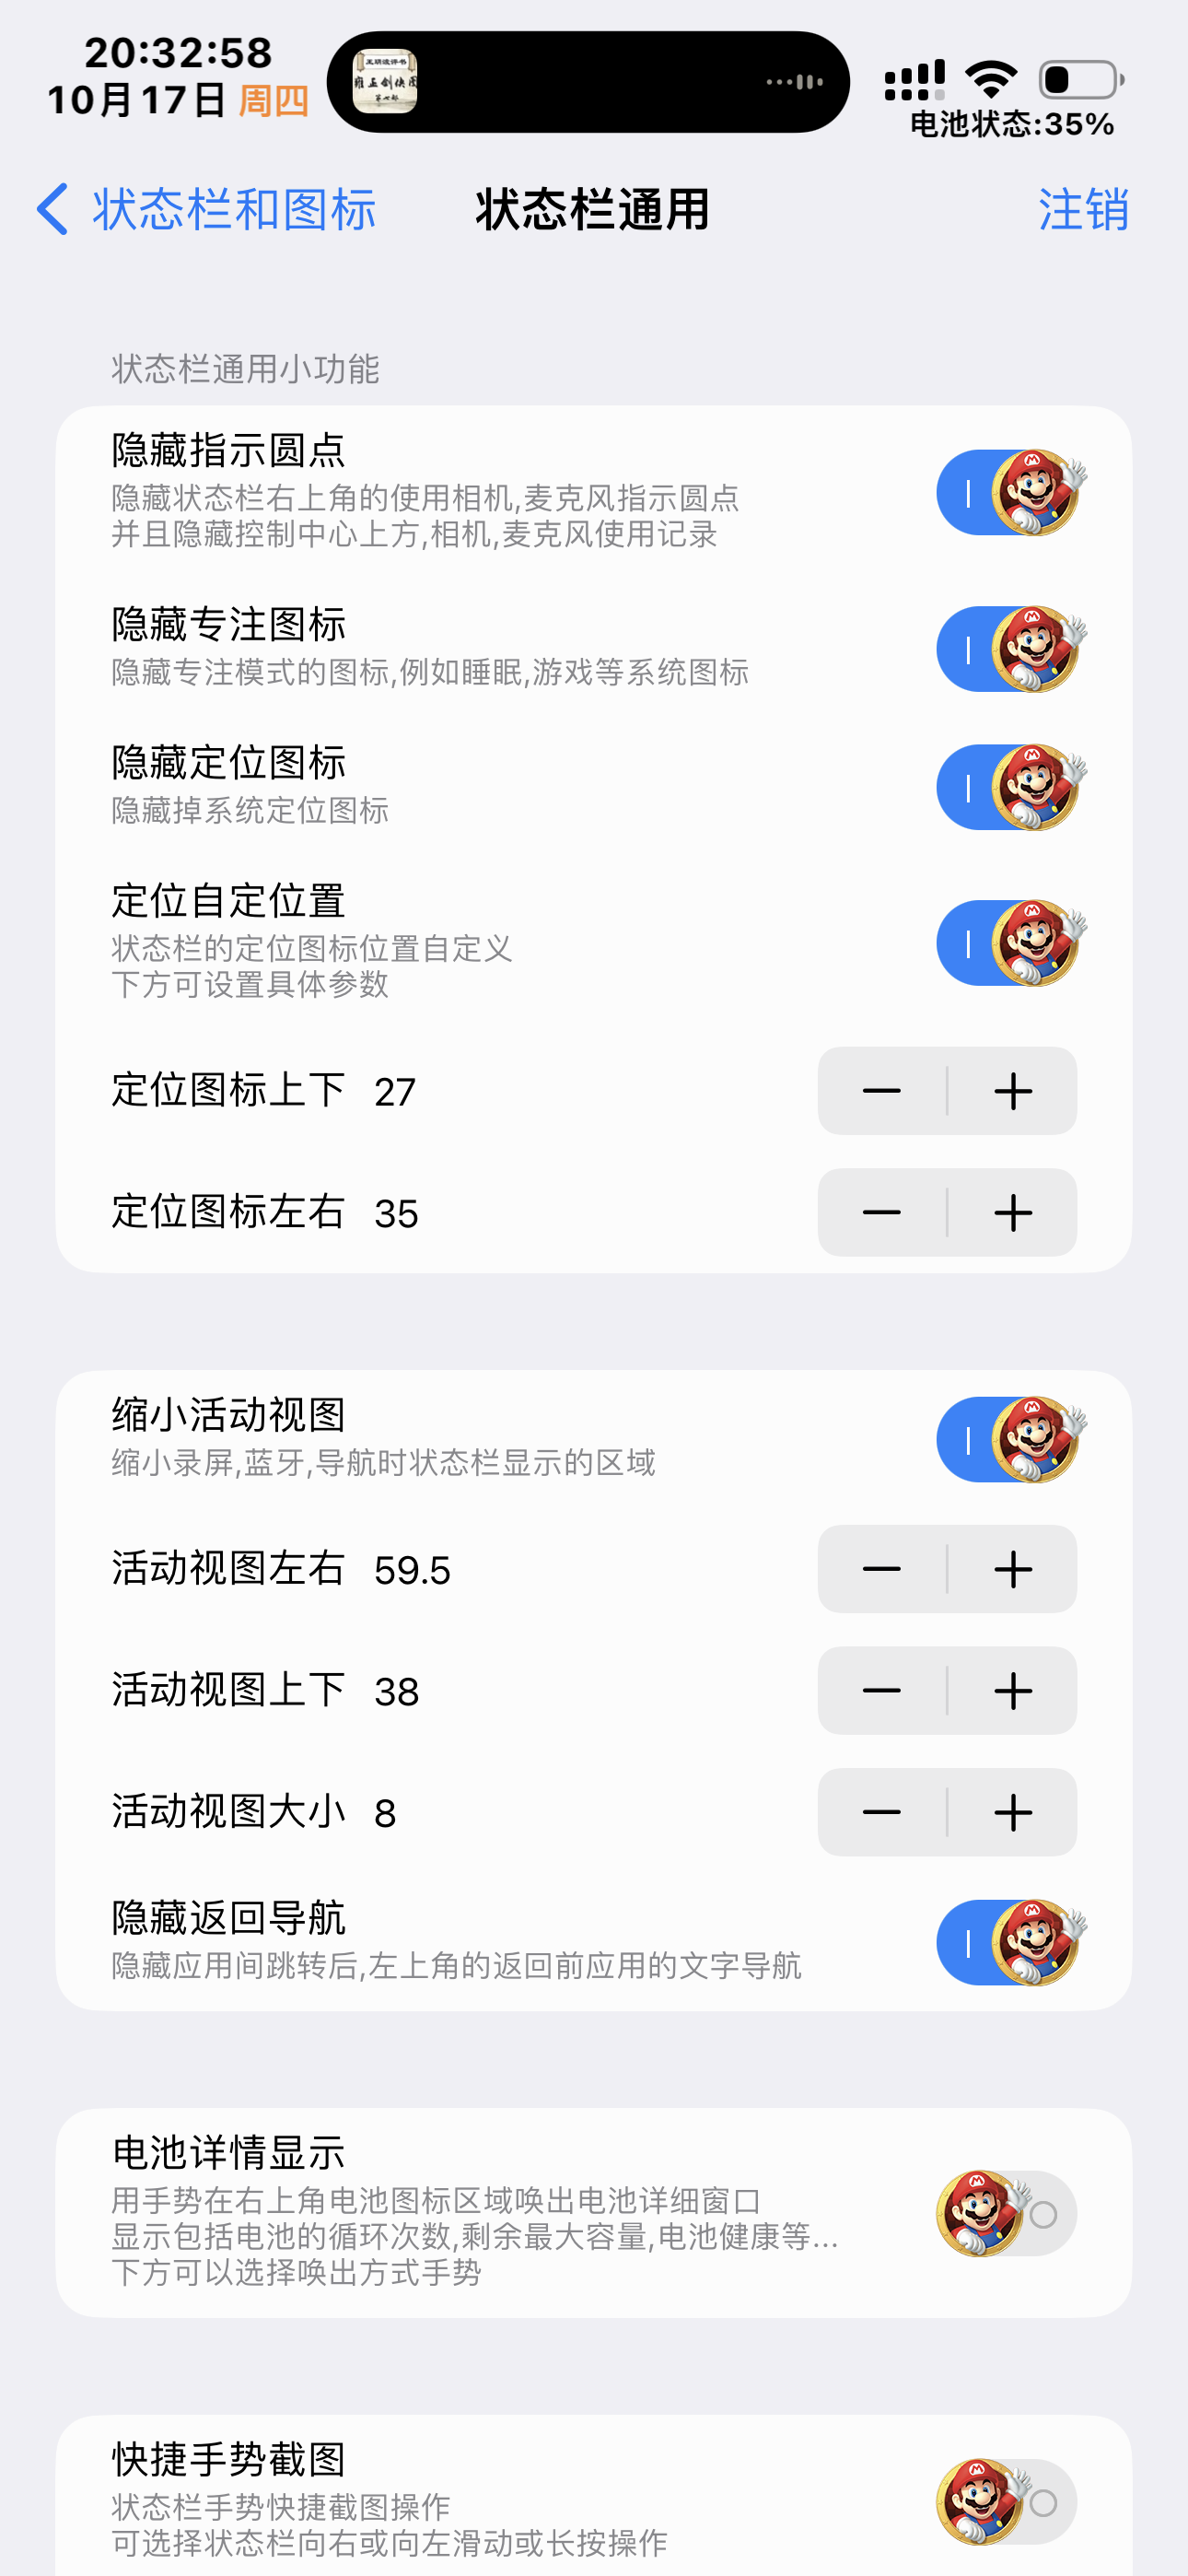 20:32:58
10月17日 周四
电池状态:35%
状态栏和图标
状态栏通用
注销
状态栏通用小功能
隐藏指示圆点
隐藏状态栏右上角的使用相机,麦克风指示圆点
并且隐藏控制中心上方,相机,麦克风使用记录
隐藏专注图标
隐藏专注模式的图标,例如睡眠,游戏等系统图标
隐藏定位图标
隐藏掉系统定位图标
定位自定位置
状态栏的定位图标位置自定义
下方可设置具体参数
定位图标上下 27
定位图标左右 35
缩小活动视图
缩小录屏,蓝牙,导航时状态栏显示的区域
活动视图左右 59.5
活动视图上下 38
活动视图大小 8
隐藏返回导航
隐藏应用间跳转后,左上角的返回前应用的文字导航
电池详情显示
用手势在右上角电池图标区域唤出电池详细窗口
显示包括电池的循环次数,剩余最大容量,电池健康等...
下方可以选择唤出方式手势
快捷手势截图
状态栏手势快捷截图操作
可选择状态栏向右或向左滑动或长按操作